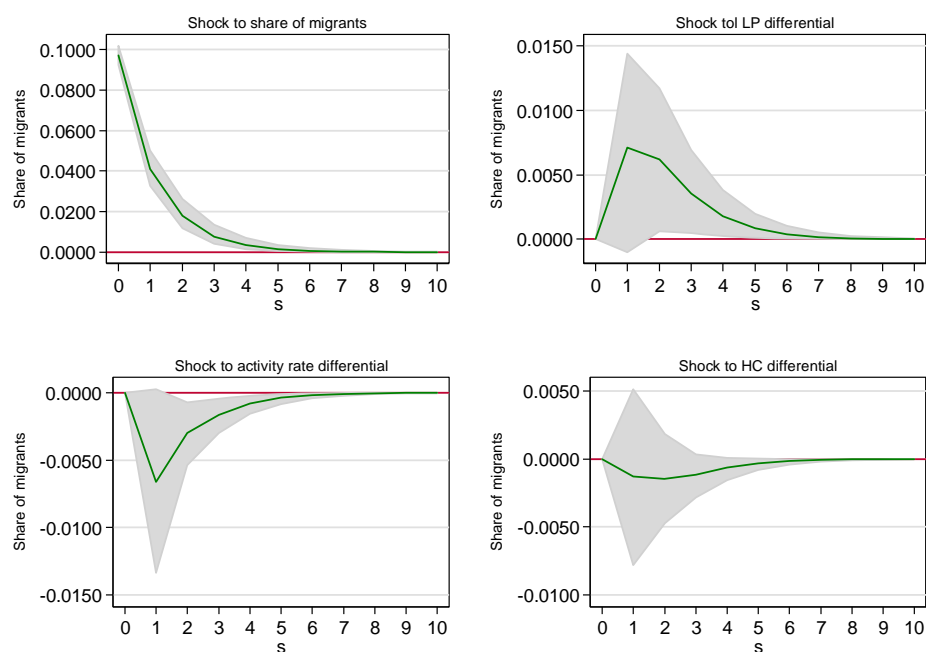 Shock to share of migrants
0.1000
0.0800
0.0600
0.0400
0.0200
0.0000
Share of migrants
0 1 2 3 4 5 6 7 8 9 10
s
Shock tol LP differential
0.0150
0.0100
0.0050
0.0000
Share of migrants
0 1 2 3 4 5 6 7 8 9 10
s
Shock to activity rate differential
0.0000
-0.0050
-0.0100
-0.0150
Share of migrants
0 1 2 3 4 5 6 7 8 9 10
s
Shock to HC differential
0.0050
0.0000
-0.0050
-0.0100
Share of migrants
0 1 2 3 4 5 6 7 8 9 10
s